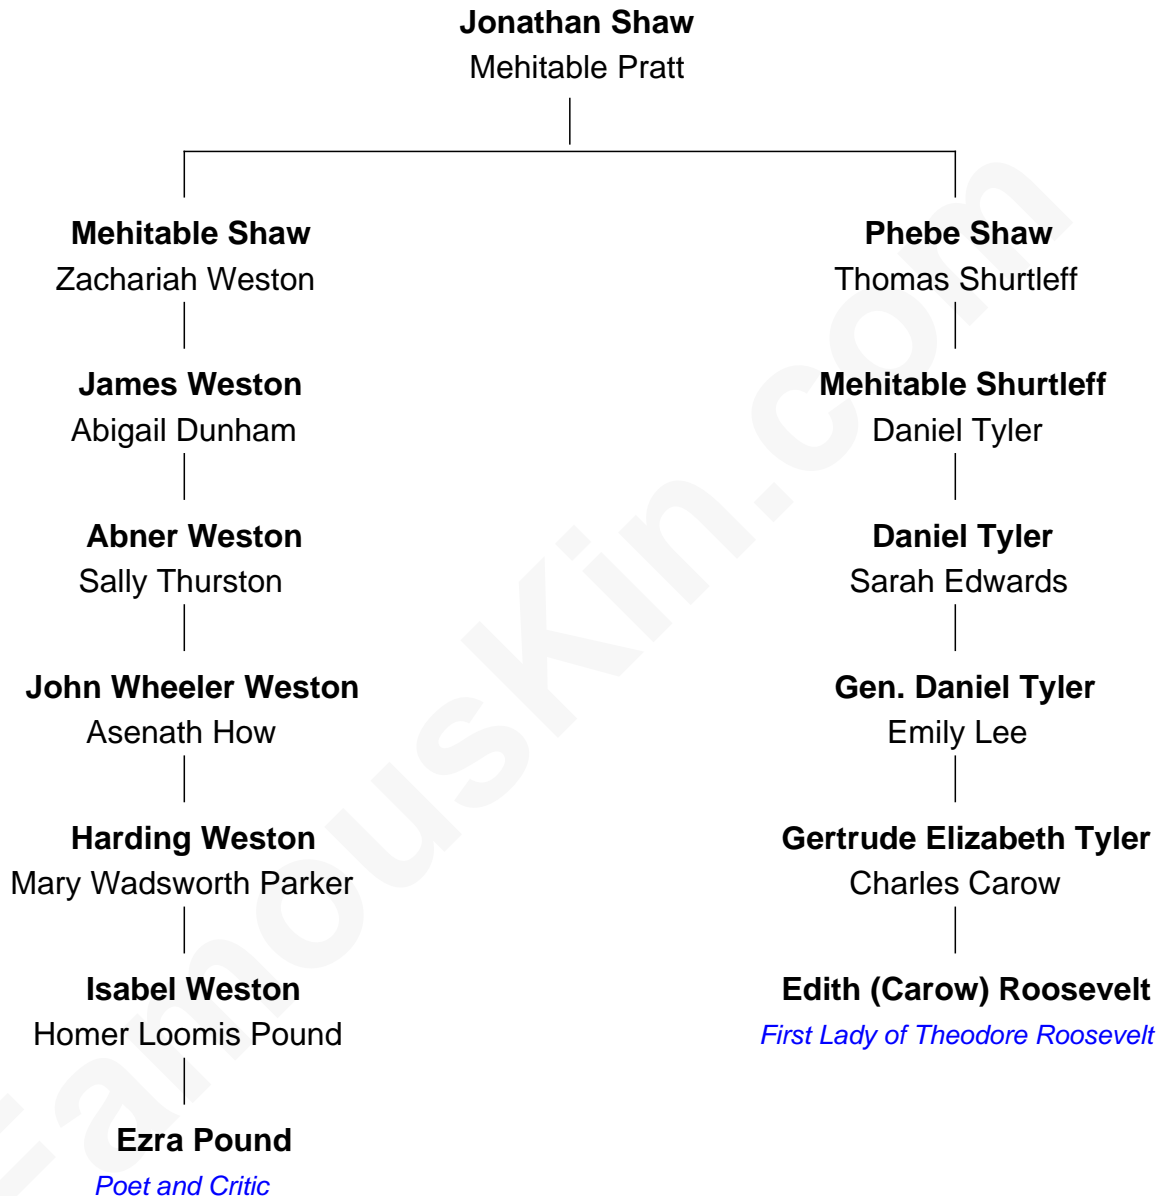 Jonathan Shaw
Mehitable Pratt
Mehitable Shaw
Zachariah Weston
Phebe Shaw
Thomas Shurtleff
James Weston
Abigail Dunham
Mehitable Shurtleff
Daniel Tyler
Abner Weston
Sally Thurston
Daniel Tyler
Sarah Edwards
John Wheeler Weston
Asenath How
Gen. Daniel Tyler
Emily Lee
Harding Weston
Mary Wadsworth Parker
Gertrude Elizabeth Tyler
Charles Carow
Isabel Weston
Homer Loomis Pound
Edith (Carow) Roosevelt
First Lady of Theodore Roosevelt
Ezra Pound
Poet and Critic
FamousKin.com